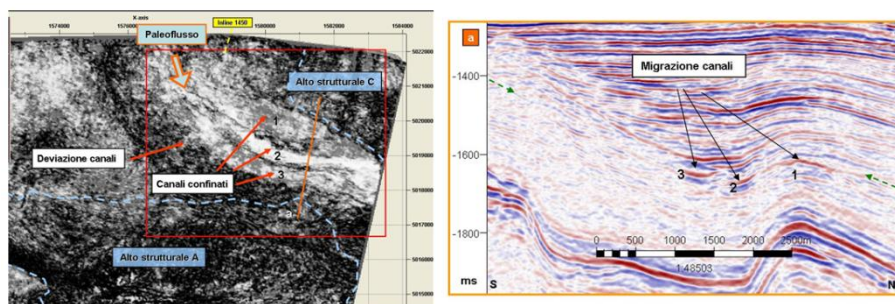 X-axis
1574000
1576000
1580000
1582000
1584000
Inline 1450
Paleoflusso
Alto strutturale C
1
2
3
Deviazione canali
Canali confinati
a
Alto strutturale A
5022000
5021000
5020000
5019000
5018000
5017000
5016000
5015000
a
Migrazione canali
-1400
-1600
-1800
ms
3
2
1
0 500 1000 1500 2000 2500m
1:48503
S
N